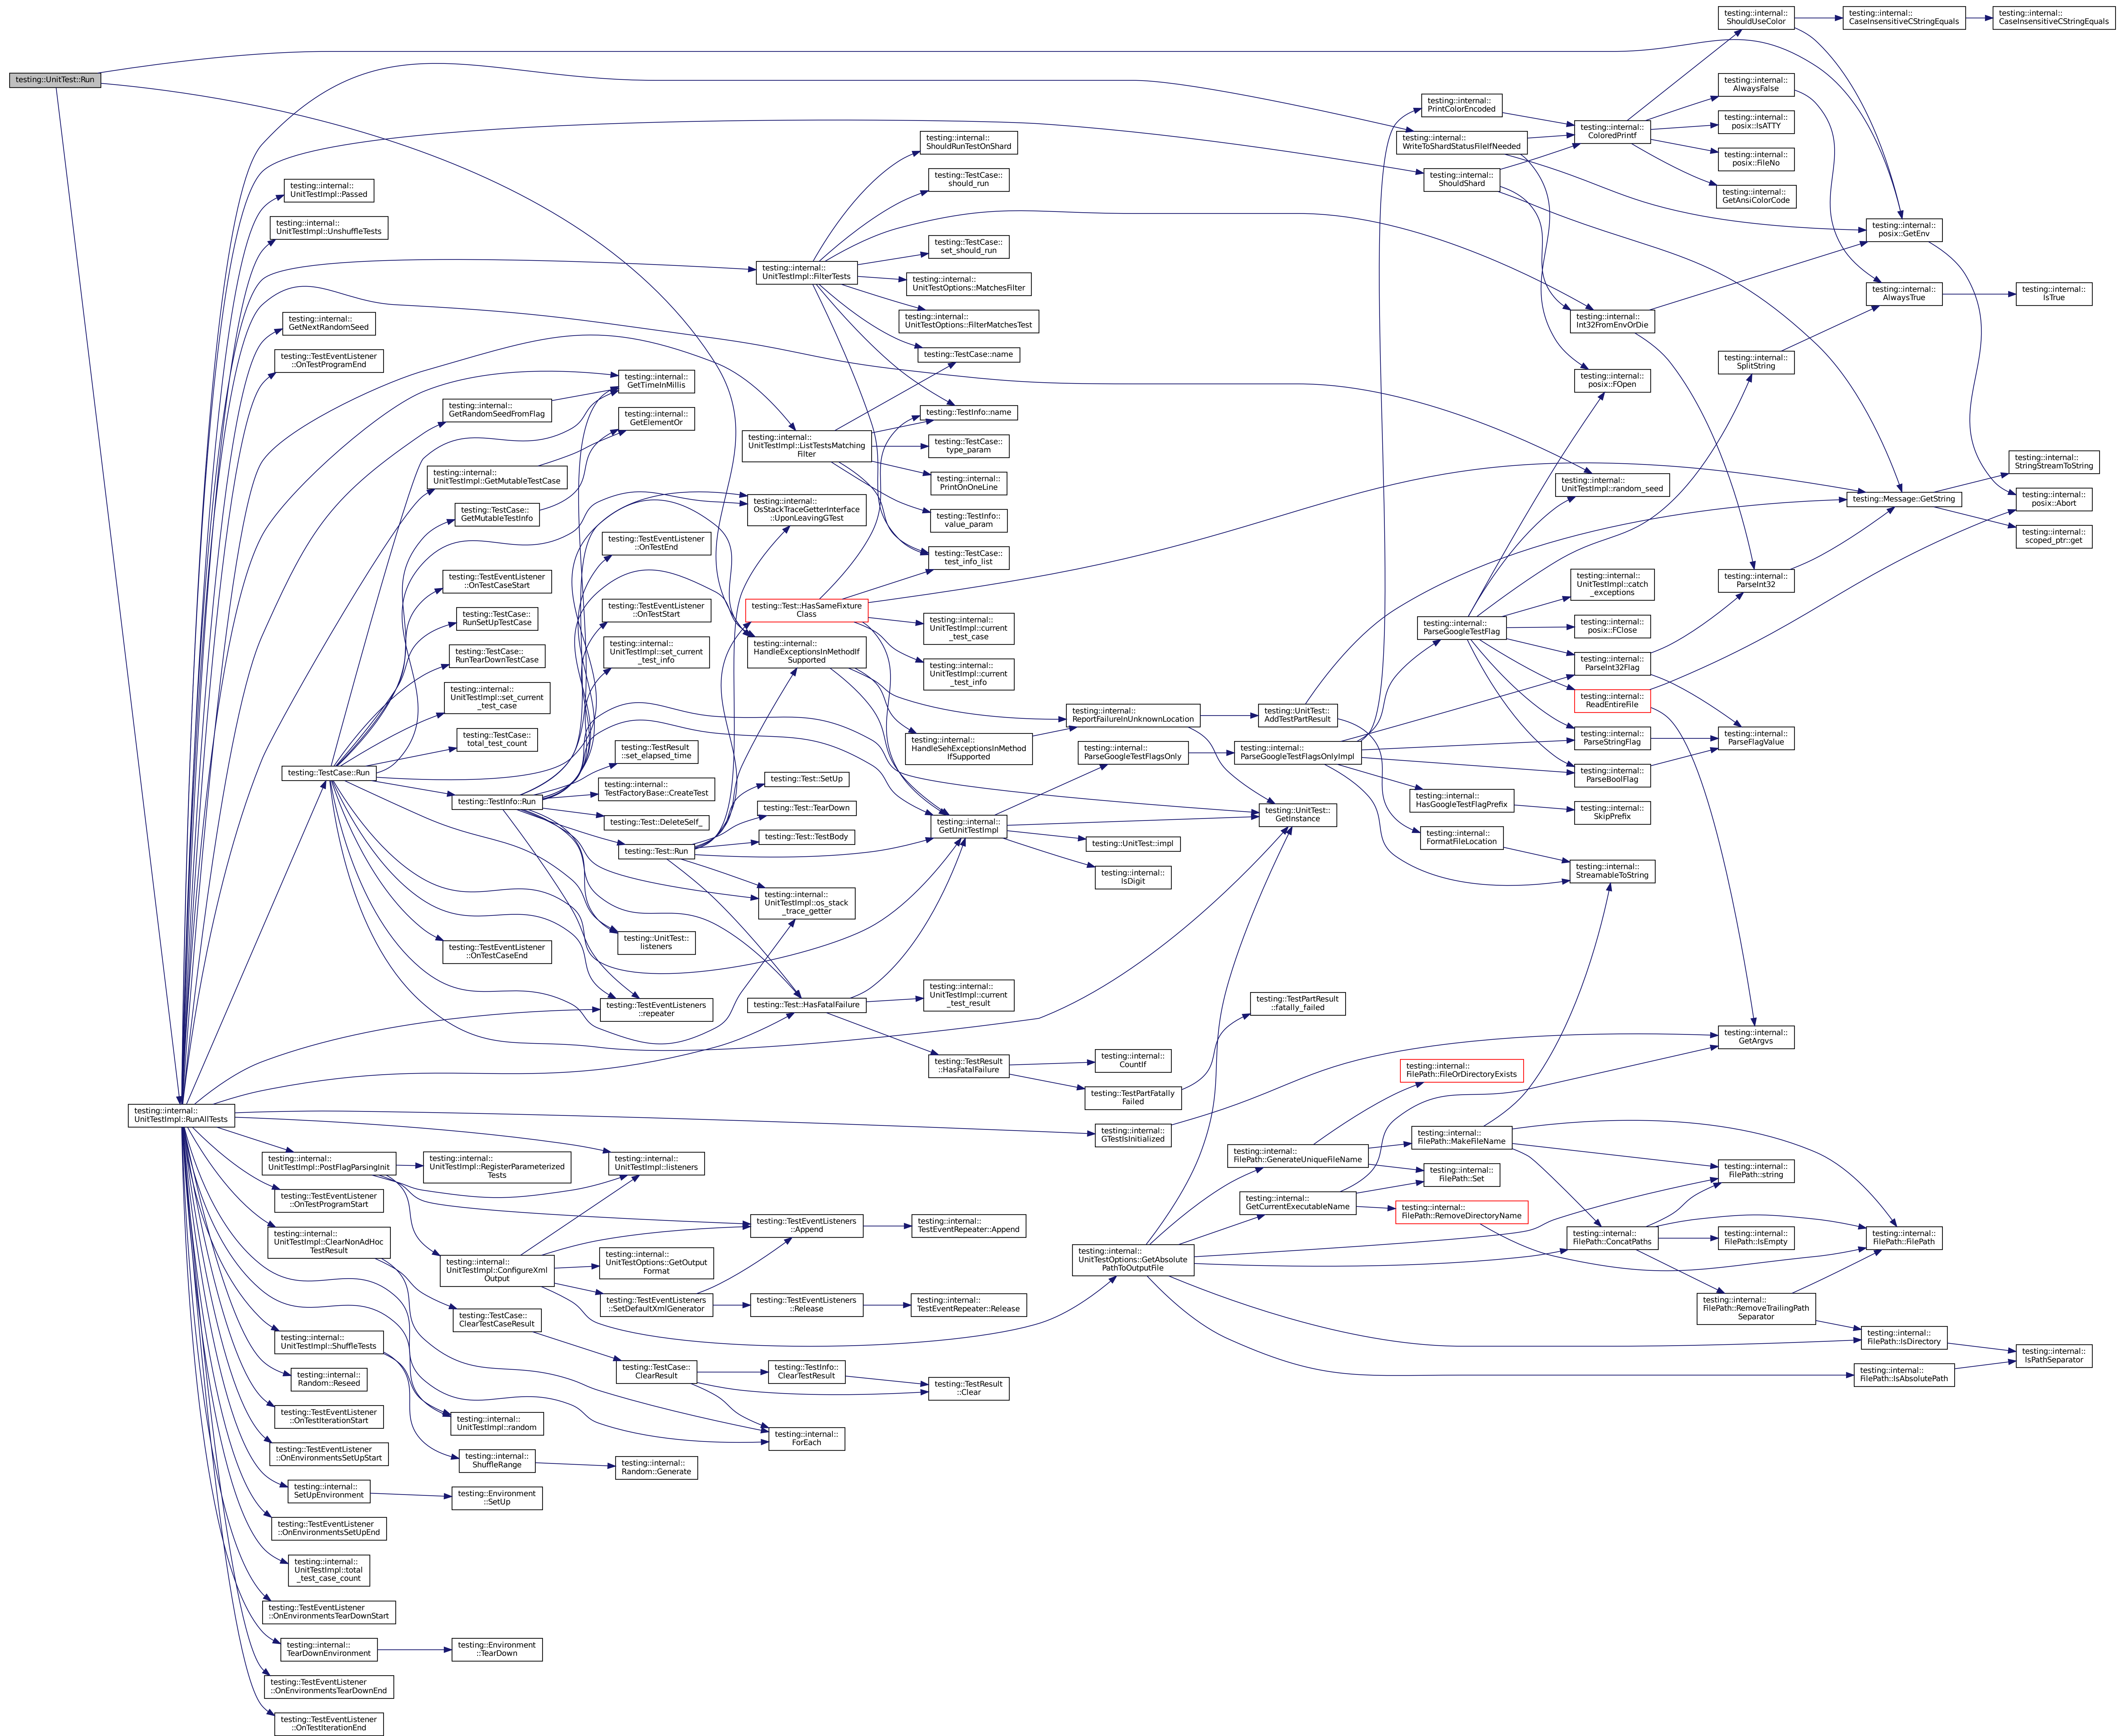 testing::UnitTest::Run
testing::internal::
UnitTestImpl::RunAllTests
testing::internal::
UnitTestImpl::Passed
testing::internal::
UnitTestImpl::UnshuffleTests
testing::internal::
GetNextRandomSeed
testing::TestEventListener
::OnTestProgramEnd
testing::TestCase::Run
testing::internal::
UnitTestImpl::PostFlagParsingInit
testing::TestEventListener
::OnTestProgramStart
testing::internal::
UnitTestImpl::ClearNonAdHoc
TestResult
testing::internal::
UnitTestImpl::ShuffleTests
testing::internal::
Random::Reseed
testing::TestEventListener
::OnTestIterationStart
testing::TestEventListener
::OnEnvironmentsSetUpStart
testing::internal::
SetUpEnvironment
testing::TestEventListener
::OnEnvironmentsSetUpEnd
testing::internal::
UnitTestImpl::total
_test_case_count
testing::TestEventListener
::OnEnvironmentsTearDownStart
testing::internal::
TearDownEnvironment
testing::TestEventListener
::OnEnvironmentsTearDownEnd
testing::TestEventListener
::OnTestIterationEnd
testing::internal::
GetRandomSeedFromFlag
testing::internal::
UnitTestImpl::GetMutableTestCase
testing::TestCase::
GetMutableTestInfo
testing::TestEventListener
::OnTestCaseStart
testing::TestCase::
RunSetUpTestCase
testing::TestCase::
RunTearDownTestCase
testing::internal::
UnitTestImpl::set_current
_test_case
testing::TestCase::
total_test_count
testing::TestInfo::Run
testing::TestEventListener
::OnTestCaseEnd
testing::internal::
UnitTestImpl::RegisterParameterized
Tests
testing::internal::
UnitTestImpl::ConfigureXml
Output
testing::TestCase::
ClearTestCaseResult
testing::internal::
UnitTestImpl::random
testing::internal::
ShuffleRange
testing::Environment
::SetUp
testing::Environment
::TearDown
testing::internal::
GetTimeInMillis
testing::internal::
GetElementOr
testing::TestEventListener
::OnTestEnd
testing::TestEventListener
::OnTestStart
testing::internal::
UnitTestImpl::set_current
_test_info
testing::TestResult
::set_elapsed_time
testing::internal::
TestFactoryBase::CreateTest
testing::Test::DeleteSelf_
testing::Test::Run
testing::UnitTest::
listeners
testing::TestEventListeners
::repeater
testing::internal::
UnitTestImpl::listeners
testing::internal::
UnitTestOptions::GetOutput
Format
testing::TestEventListeners
::SetDefaultXmlGenerator
testing::TestCase::
ClearResult
testing::internal::
Random::Generate
testing::internal::
UnitTestImpl::FilterTests
testing::internal::
UnitTestImpl::ListTestsMatching
Filter
testing::internal::
OsStackTraceGetterInterface
::UponLeavingGTest
testing::Test::HasSameFixture
Class
testing::internal::
HandleExceptionsInMethodIf
Supported
testing::Test::SetUp
testing::Test::TearDown
testing::Test::TestBody
testing::internal::
UnitTestImpl::os_stack
_trace_getter
testing::Test::HasFatalFailure
testing::TestEventListeners
::Append
testing::TestEventListeners
::Release
testing::TestInfo::
ClearTestResult
testing::internal::
ForEach
testing::internal::
ShouldRunTestOnShard
testing::TestCase::
should_run
testing::TestCase::
set_should_run
testing::internal::
UnitTestOptions::MatchesFilter
testing::internal::
UnitTestOptions::FilterMatchesTest
testing::TestCase::name
testing::TestInfo::name
testing::TestCase::
type_param
testing::internal::
PrintOnOneLine
testing::TestInfo::
value_param
testing::TestCase::
test_info_list
testing::internal::
UnitTestImpl::current
_test_case
testing::internal::
UnitTestImpl::current
_test_info
testing::internal::
HandleSehExceptionsInMethod
IfSupported
testing::internal::
GetUnitTestImpl
testing::internal::
UnitTestImpl::current
_test_result
testing::TestResult
::HasFatalFailure
testing::internal::
TestEventRepeater::Append
testing::internal::
TestEventRepeater::Release
testing::TestResult
::Clear
testing::internal::
ReportFailureInUnknownLocation
testing::internal::
ParseGoogleTestFlagsOnly
testing::UnitTest::impl
testing::internal::
IsDigit
testing::internal::
CountIf
testing::TestPartFatally
Failed
testing::internal::
GTestIsInitialized
testing::internal::
UnitTestOptions::GetAbsolute
PathToOutputFile
testing::UnitTest::
AddTestPartResult
testing::internal::
ParseGoogleTestFlagsOnlyImpl
testing::UnitTest::
GetInstance
testing::TestPartResult
::fatally_failed
testing::internal::
FilePath::GenerateUniqueFileName
testing::internal::
GetCurrentExecutableName
testing::internal::
PrintColorEncoded
testing::internal::
WriteToShardStatusFileIfNeeded
testing::internal::
ShouldShard
testing::internal::
ParseGoogleTestFlag
testing::internal::
HasGoogleTestFlagPrefix
testing::internal::
FormatFileLocation
testing::internal::
FilePath::FileOrDirectoryExists
testing::internal::
FilePath::MakeFileName
testing::internal::
FilePath::Set
testing::internal::
FilePath::RemoveDirectoryName
testing::internal::
ColoredPrintf
testing::internal::
Int32FromEnvOrDie
testing::internal::
posix::FOpen
testing::internal::
UnitTestImpl::random_seed
testing::internal::
UnitTestImpl::catch
_exceptions
testing::internal::
posix::FClose
testing::internal::
ParseInt32Flag
testing::internal::
ReadEntireFile
testing::internal::
ParseStringFlag
testing::internal::
ParseBoolFlag
testing::internal::
SkipPrefix
testing::internal::
StreamableToString
testing::internal::
FilePath::ConcatPaths
testing::internal::
ShouldUseColor
testing::internal::
AlwaysFalse
testing::internal::
posix::IsATTY
testing::internal::
posix::FileNo
testing::internal::
GetAnsiColorCode
testing::internal::
SplitString
testing::internal::
ParseInt32
testing::internal::
ParseFlagValue
testing::internal::
GetArgvs
testing::internal::
FilePath::string
testing::internal::
FilePath::IsEmpty
testing::internal::
FilePath::RemoveTrailingPath
Separator
testing::internal::
CaseInsensitiveCStringEquals
testing::internal::
posix::GetEnv
testing::internal::
AlwaysTrue
testing::Message::GetString
testing::internal::
FilePath::FilePath
testing::internal::
FilePath::IsDirectory
testing::internal::
FilePath::IsAbsolutePath
testing::internal::
CaseInsensitiveCStringEquals
testing::internal::
IsTrue
testing::internal::
StringStreamToString
testing::internal::
posix::Abort
testing::internal::
scoped_ptr::get
testing::internal::
IsPathSeparator